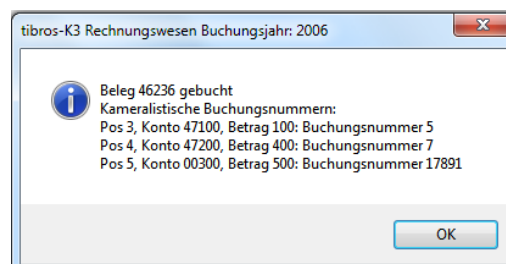 tibros-K3 Rechnungswesen Buchungsjahr: 2006
Beleg 46236 gebucht
Kameralistische Buchungsnummern:
Pos 3, Konto 47100, Betrag 100: Buchungsnummer 5
Pos 4, Konto 47200, Betrag 400: Buchungsnummer 7
Pos 5, Konto 00300, Betrag 500: Buchungsnummer 17891
OK